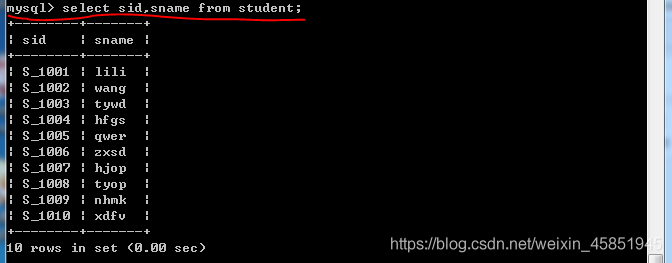 mysql> select sid,sname from student;
+--------+-------+
| sid | sname |
+--------+-------+
| S_1001 | lili |
| S_1002 | wang |
| S_1003 | tywd |
| S_1004 | hfgs |
| S_1005 | qwer |
| S_1006 | zxsd |
| S_1007 | hjop |
| S_1008 | tyop |
| S_1009 | nhmk |
| S_1010 | xdfv |
+--------+-------+
10 rows in set (0.00 sec)
https://blog.csdn.net/weixin_45851945